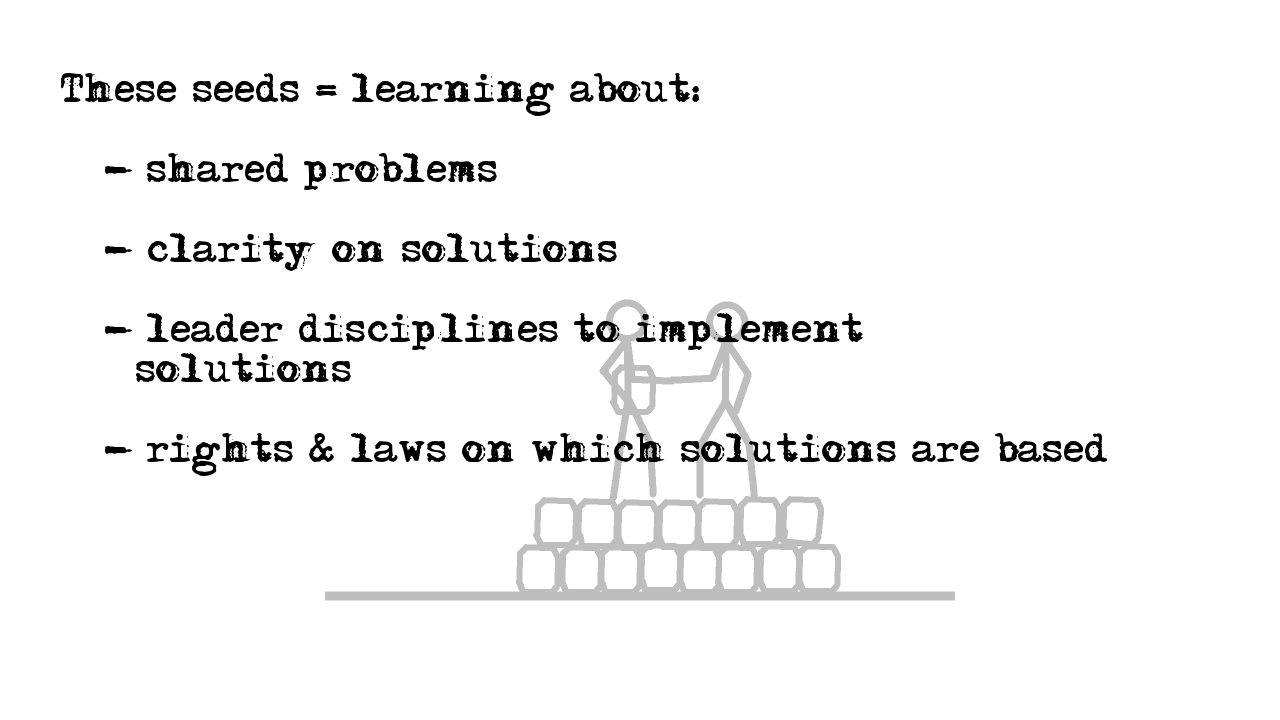 These seeds = learning about:
- shared problems
- clarity on solutions
- leader disciplines to implement
solutions
- rights & laws on which solutions are based